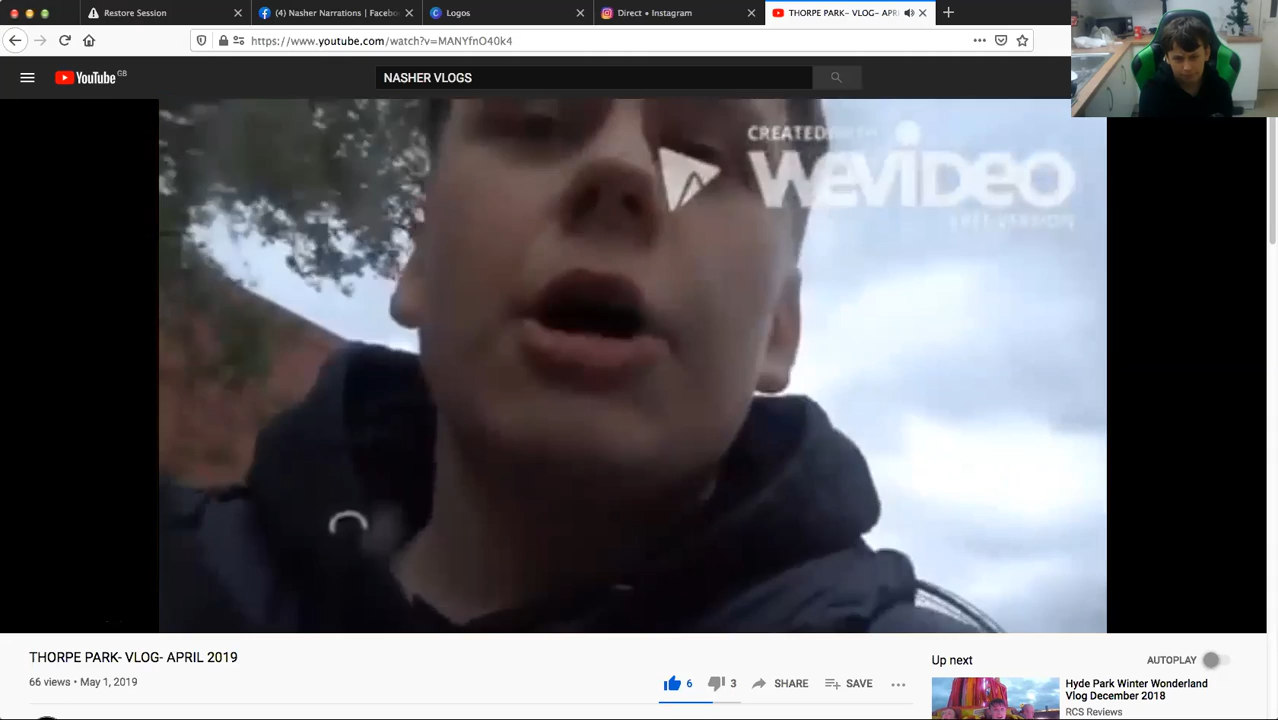 Restore Session
(4) Nasher Narrations | Facebo
Logos
Direct • Instagram
THORPE PARK- VLOG- APRI
https://www.youtube.com/watch?v=MANYfnO40k4
YouTube GB
NASHER VLOGS
CREATED WITH
WEVIDEO
THORPE PARK- VLOG- APRIL 2019
66 views • May 1, 2019
6
3
SHARE
SAVE
Up next
AUTOPLAY
Hyde Park Winter Wonderland
Vlog December 2018
RCS Reviews